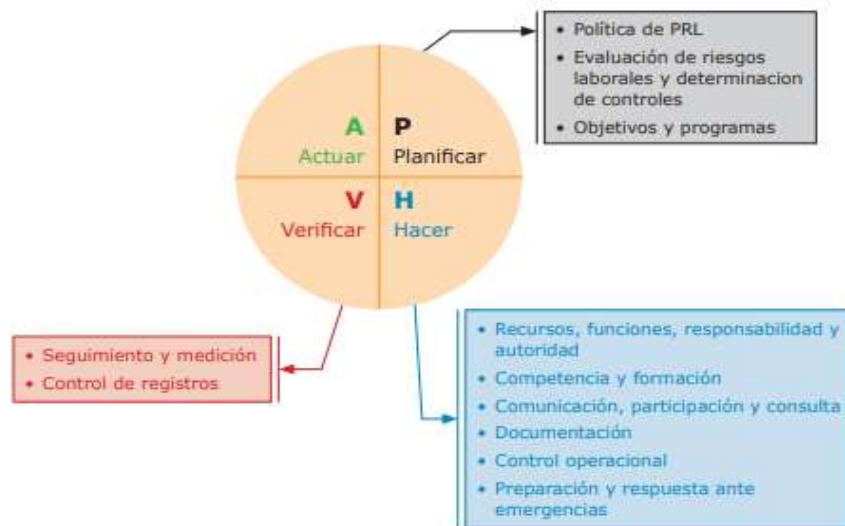 • Política de PRL
• Evaluación de riesgos
laborales y determinacion
de controles
• Objetivos y programas
A
Actuar
P
Planificar
V
Verificar
H
Hacer
• Seguimiento y medición
• Control de registros
• Recursos, funciones, responsabilidad y
autoridad
• Competencia y formación
• Comunicación, participación y consulta
• Documentación
• Control operacional
• Preparación y respuesta ante
emergencias